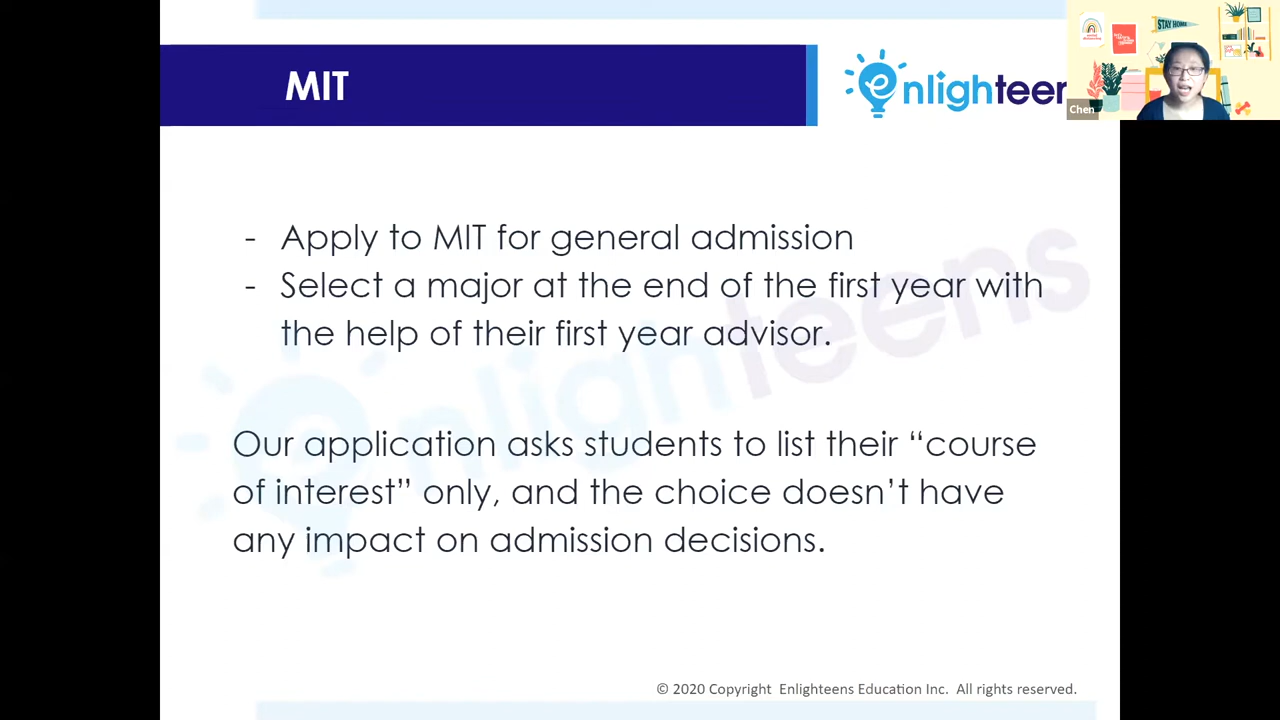 MIT
enlighteer
STAY HOME
Chen
- Apply to MIT for general admission
- Select a major at the end of the first year with
the help of their first year advisor.
enlighteens
Our application asks students to list their “course
of interest” only, and the choice doesn’t have
any impact on admission decisions.
© 2020 Copyright Enlighteens Education Inc. All rights reserved.